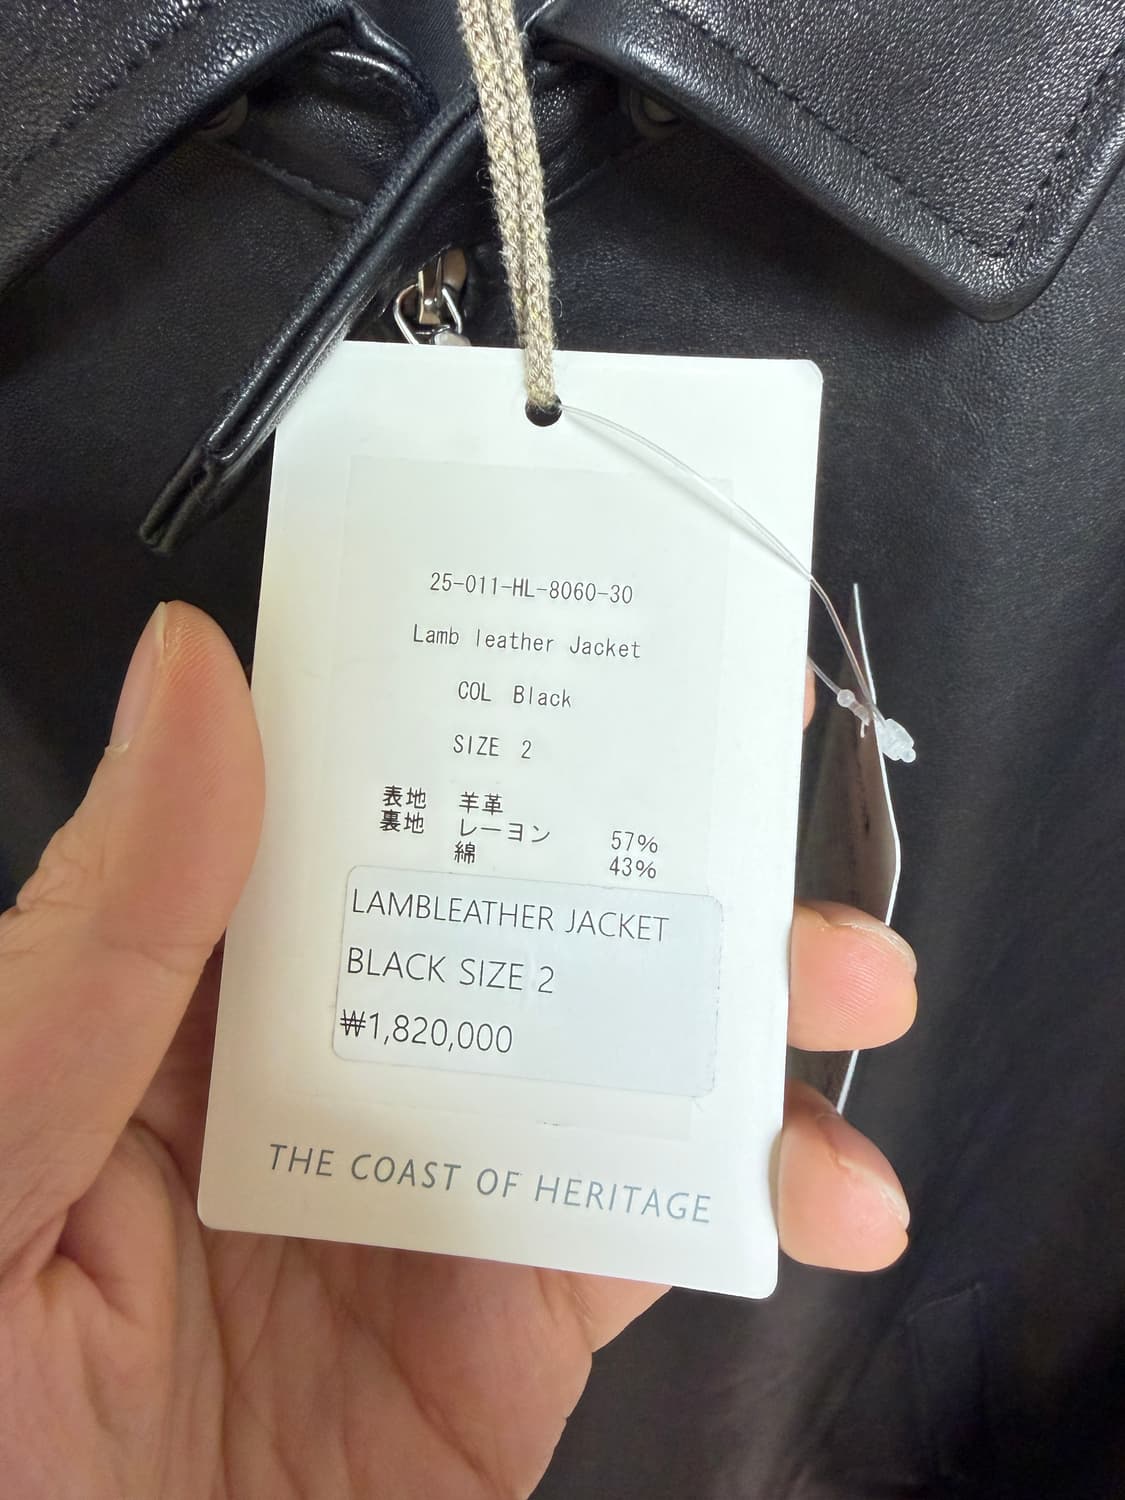 25-011-HL-8060-30
Lamb leather Jacket
COL Black
SIZE 2
表地 羊革
裏地 レーヨン 57%
綿 43%
LAMBLEATHER JACKET
BLACK SIZE 2
₩1,820,000
THE COAST OF HERITAGE